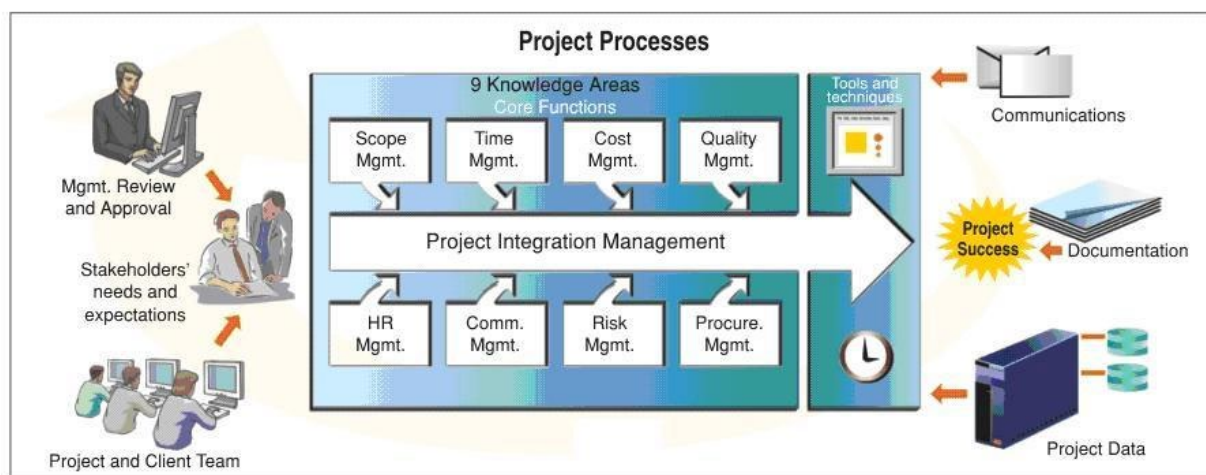 Project Processes
Mgmt. Review
and Approval
Stakeholders'
needs and
expectations
Project and Client Team
9 Knowledge Areas
Core Functions
Scope
Mgmt.
Time
Mgmt.
Cost
Mgmt.
Quality
Mgmt.
Project Integration Management
HR
Mgmt.
Comm.
Mgmt.
Risk
Mgmt.
Procure.
Mgmt.
Tools and
techniques
Communications
Project
Success
Documentation
Project Data